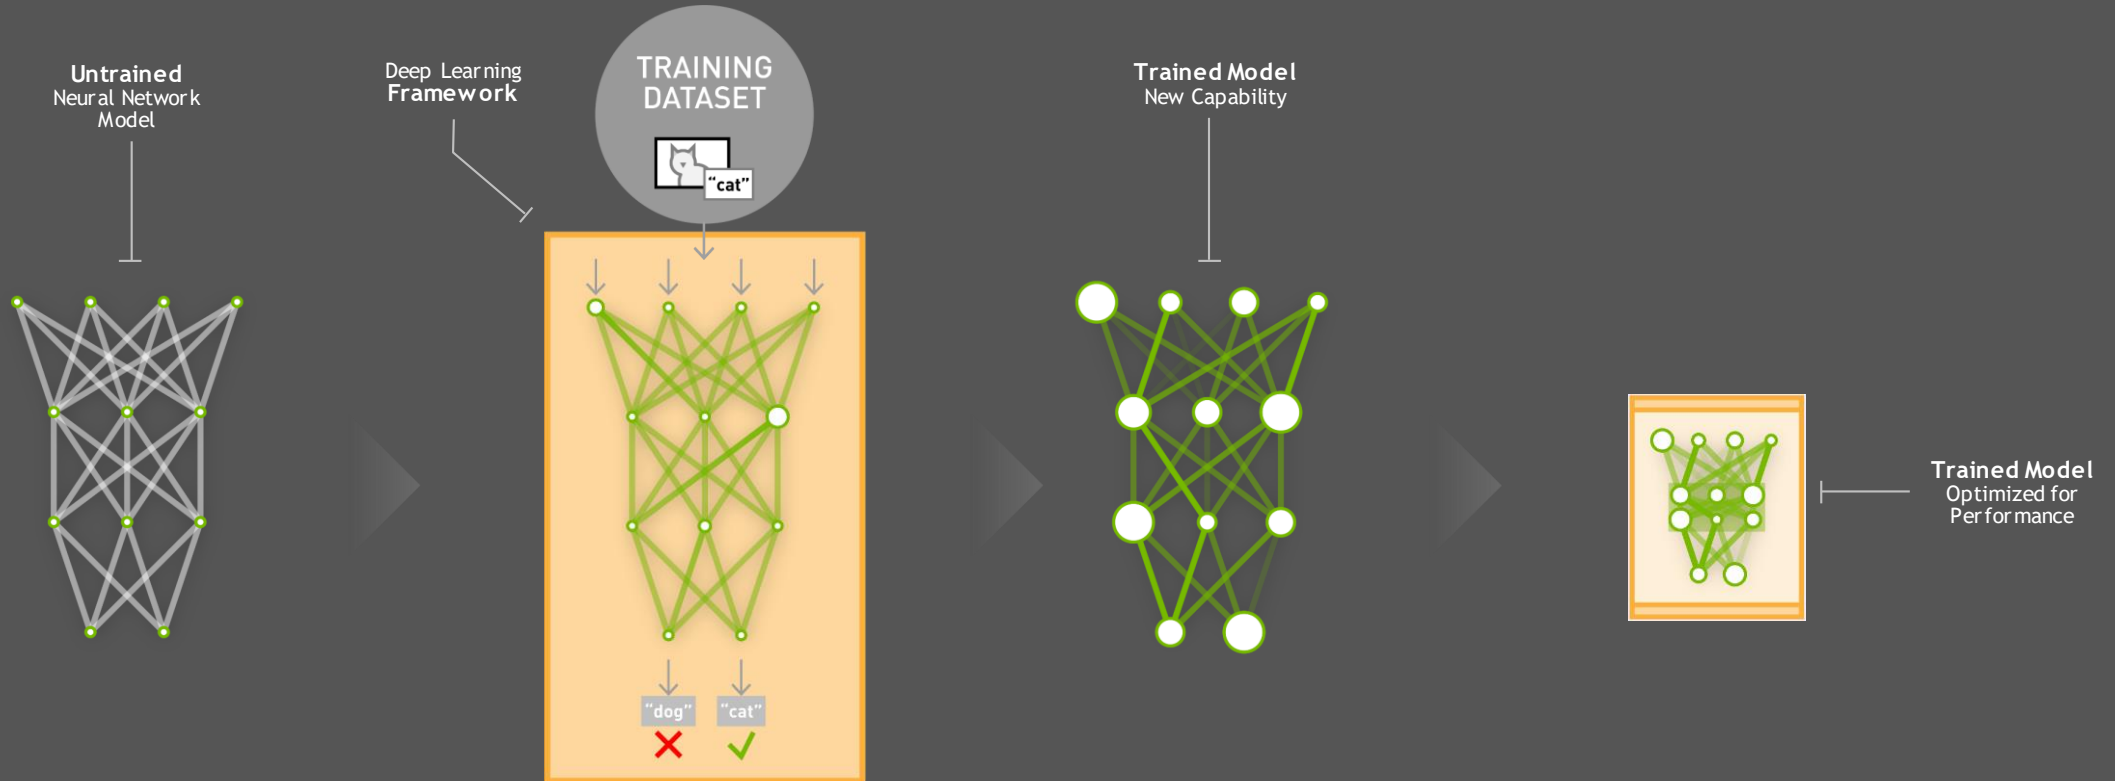 Untrained
Neural Network
Model
Deep Learning
Framework
TRAINING
DATASET
“cat”
“dog”
“cat”
Trained Model
New Capability
Trained Model
Optimized for
Performance